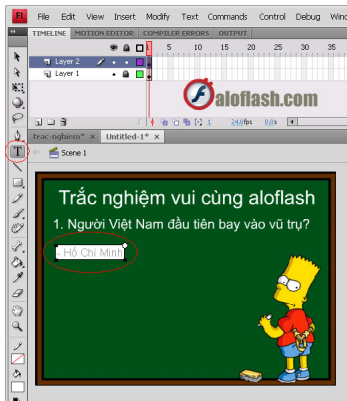 FL File Edit View Insert Modify Text Commands Control Debug Wind
TIMELINE MOTION EDITOR COMPILER ERRORS OUTPUT
1 5 10 15 20 25 30 35
Layer 2
Layer 1
aloflash.com
1 24.0fps 0.0s
trac-nghiem* × Untitled-1* ×
T
Scene 1
Trắc nghiệm vui cùng aloflash
1. Người Việt Nam đầu tiên bay vào vũ trụ?
- Hồ Chí Minh